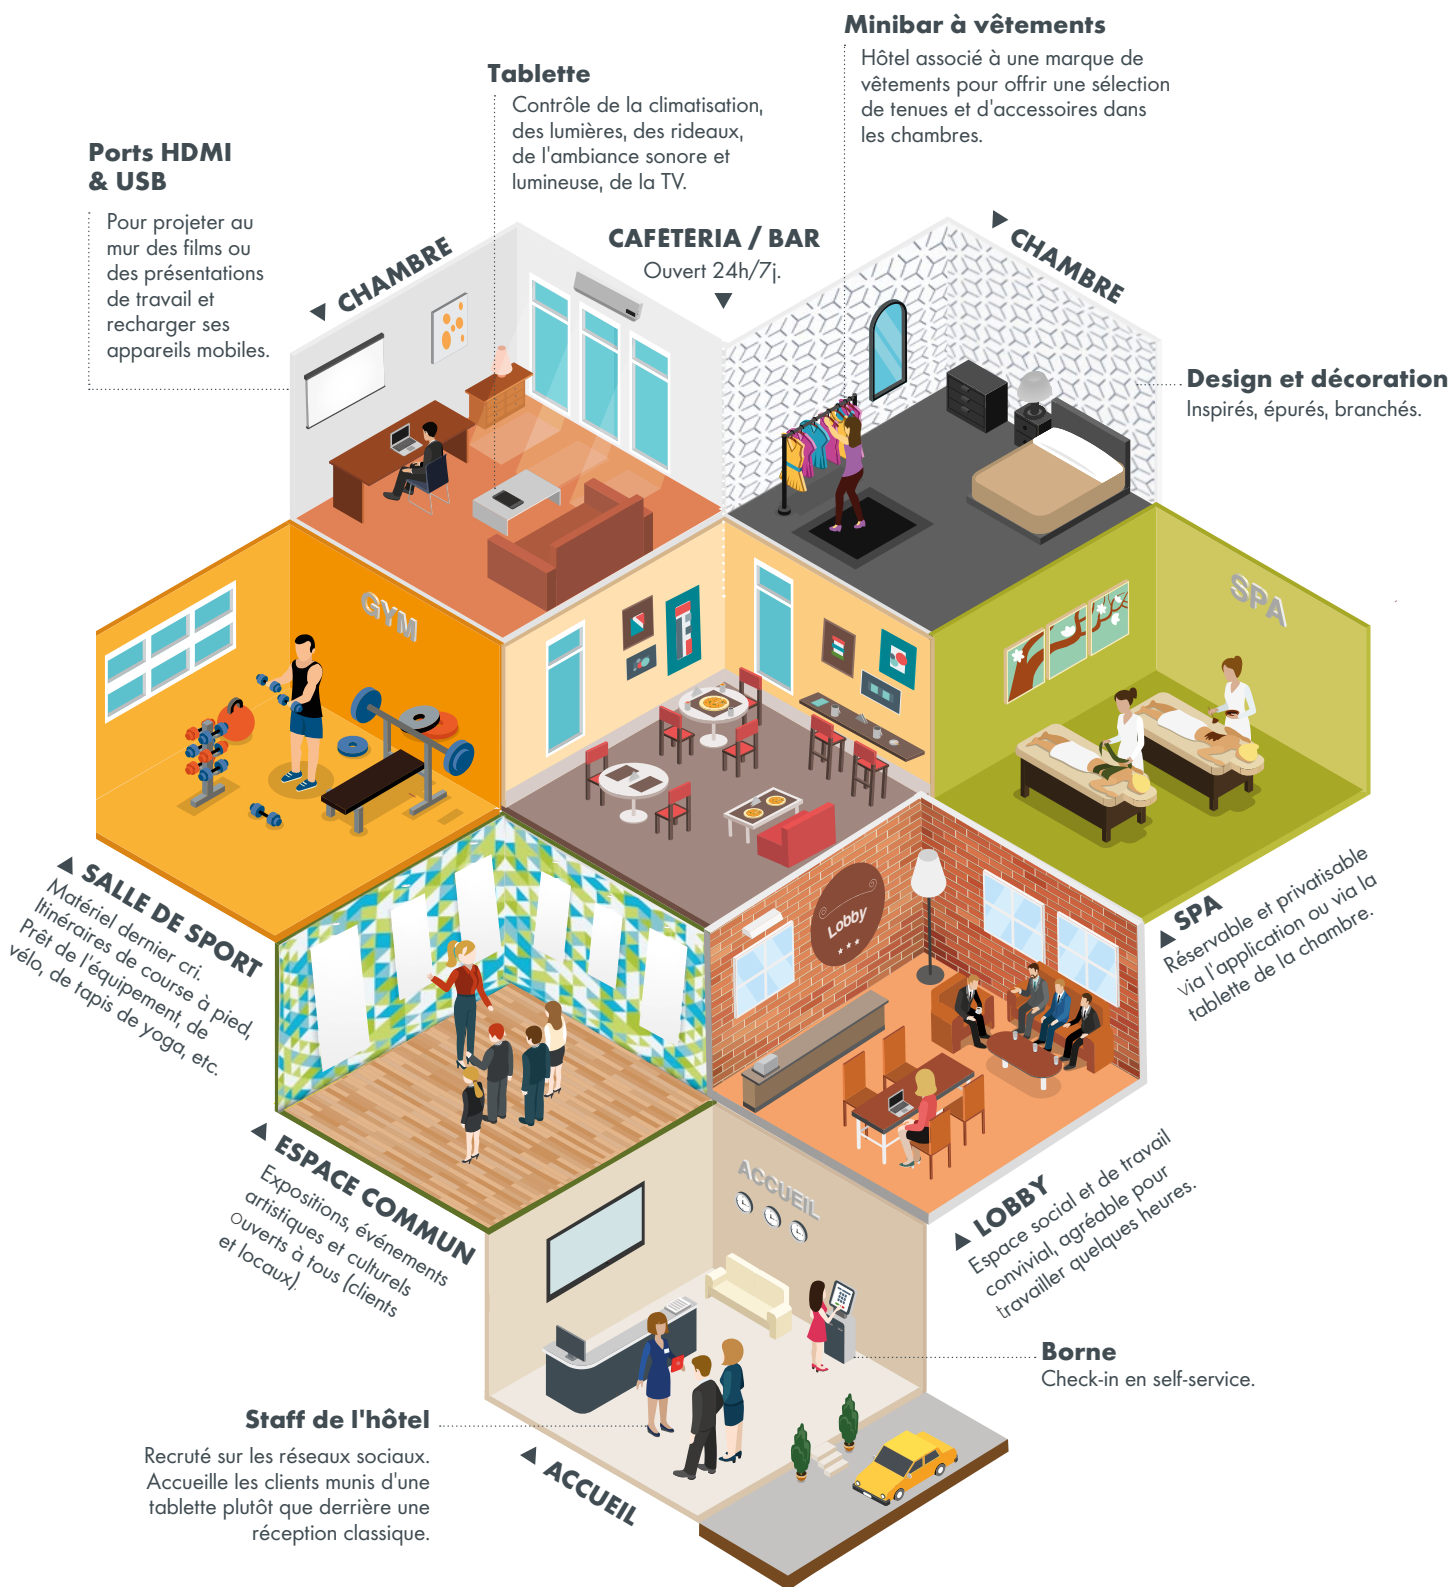 Minibar à vêtements
Hôtel associé à une marque de
vêtements pour offrir une sélection
de tenues et d'accessoires dans
les chambres.
Tablette
Contrôle de la climatisation,
des lumières, des rideaux,
de l'ambiance sonore et
lumineuse, de la TV.
Ports HDMI
& USB
Pour projeter au
mur des films ou
des présentations
de travail et
recharger ses
appareils mobiles.
CHAMBRE
CAFÉTÉRIA / BAR
Ouvert 24h/7j.
CHAMBRE
Design et décoration
Inspirés, épurés, branchés.
GYM
SPA
SALLE DE SPORT
Matériel dernier cri.
Itinéraires de course à pied,
Prêt de l'équipement, de
vélo, de tapis de yoga, etc.
Lobby
SPA
Réservable et privatisable
via l'application ou via la
tablette de la chambre.
ESPACE COMMUN
Expositions, événements
artistiques et culturels
ouverts à tous (clients
et locaux).
ACCUEIL
LOBBY
Espace social et de travail
convivial, agréable pour
travailler quelques heures.
Borne
Check-in en self-service.
Staff de l'hôtel
Recruté sur les réseaux sociaux.
Accueille les clients munis d'une
tablette plutôt que derrière une
réception classique.
ACCUEIL